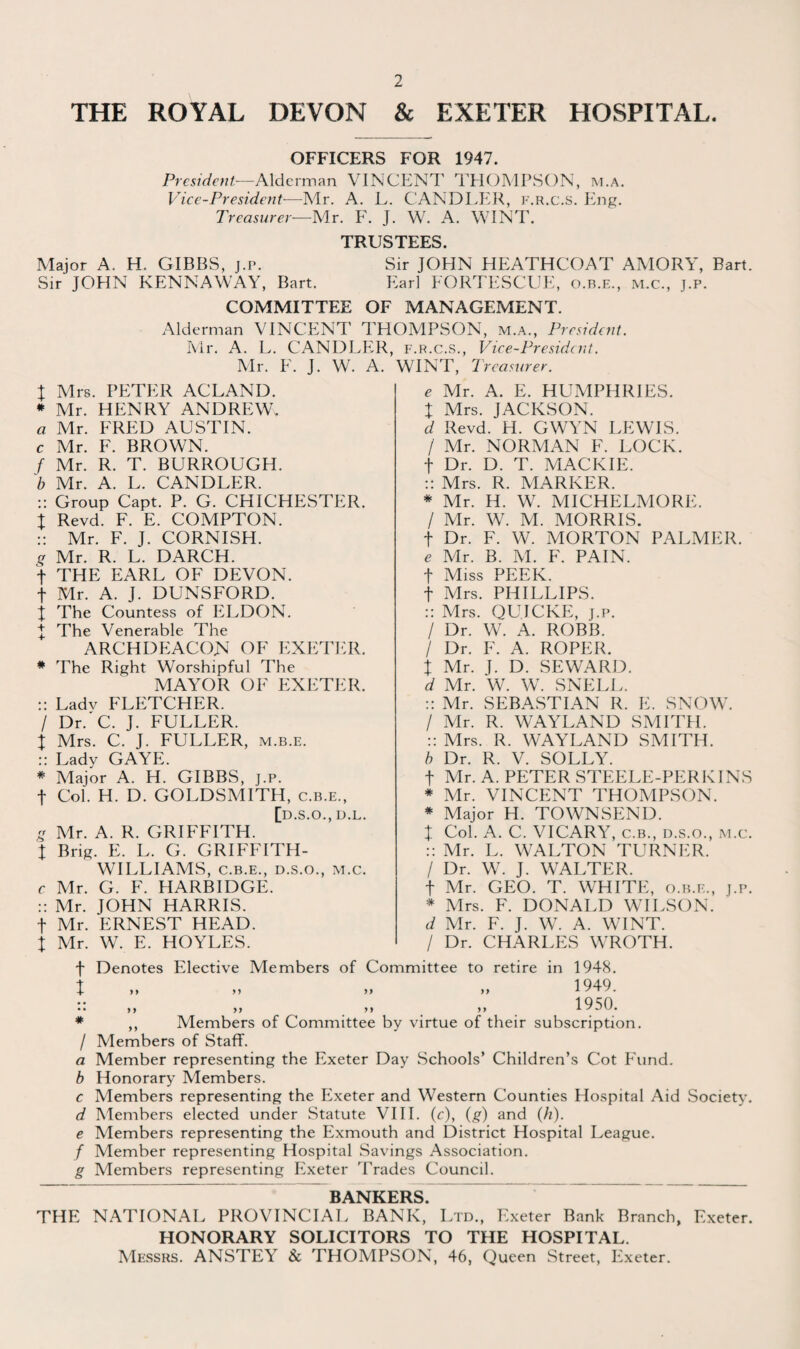 2
THE ROYAL DEVON & EXETER HOSPITAL.
OFFICERS FOR 1947.
President—Alderman VINCENT THOMPSON, M.A.
Vice-President—Mr. A. L. CANDLER, F.R.C.S. Eng.
Treasurer—Mr. F. J. W. A. WINT.
TRUSTEES.
Major A. H. GIBBS, J.P.
Sir JOHN KENNAWAY, Bart.
Sir JOHN HEATHCOAT AMORY, Bart.
Earl FORTESCUE, O.B.E., M.C., J.P.
COMMITTEE OF MANAGEMENT.
Alderman VINCENT THOMPSON, M.A., President.
Mr. A. L. CANDLER, F.R.C.S., Vice-President.
Mr. F. J. W. A. WINT, Treasurer.
‡ Mrs. PETER ACLAND.
* Mr. HENRY ANDREW.
a Mr. FRED AUSTIN.
c Mr. F. BROWN.
f Mr. R. T. BURROUGH.
b Mr. A. L. CANDLER.
:: Group Capt. P. G. CHICHESTER.
‡ Revd. F. E. COMPTON.
:: Mr. F. J. CORNISH.
g Mr. R. L. DARCH.
† THE EARL OF DEVON.
† Mr. A. J. DUNSFORD.
‡ The Countess of ELDON.
‡ The Venerable The
ARCHDEACON OF EXETER.
* The Right Worshipful The
MAYOR OF EXETER.
:: Lady FLETCHER.
/ Dr. C. J. FULLER.
‡ Mrs. C. J. FULLER, M.B.E.
:: Lady GAYE.
* Major A. H. GIBBS, J.P.
† Col. H. D. GOLDSMITH, C.B.E.,
[D.S.O., D.L.
g Mr. A. R. GRIFFITH.
‡ Brig. E. L. G. GRIFFITH-
WILLIAMS, C.B.E., D.S.O., M.C.
c Mr. G. F. HARBIDGE.
:: Mr. JOHN HARRIS.
† Mr. ERNEST HEAD.
‡ Mr. W. E. HOYLES.
e Mr. A. E. HUMPHRIES.
‡ Mrs. JACKSON.
d Revd. H. GWYN LEWIS.
/ Mr. NORMAN F. LOCK.
† Dr. D. T. MACKIE.
:: Mrs. R. MARKER.
* Mr. H. W. MICHELMORE.
/ Mr. W. M. MORRIS.
† Dr. F. W. MORTON PALMER.
e Mr. B. M. F. PAIN.
† Miss PEEK.
† Mrs. PHILLIPS.
:: Mrs. QUICKE, J.P.
/ Dr. W. A. ROBB.
/ Dr. F. A. ROPER.
‡ Mr. J. D. SEWARD.
d Mr. W. W. SNELL.
:: Mr. SEBASTIAN R. E. SNOW.
/ Mr. R. WAYLAND SMITH.
:: Mrs. R. WAYLAND SMITH.
b Dr. R. V. SOLLY.
† Mr. A. PETER STEELE-PERKINS
* Mr. VINCENT THOMPSON.
* Major H. TOWNSEND.
‡ Col. A. C. VICARY, C.B., D.S.O., M.C.
:: Mr. L. WALTON TURNER.
/ Dr. W. J. WALTER.
† Mr. GEO. T. WHITE, O.B.E., J.P.
* Mrs. F. DONALD WILSON.
d Mr. F. J. W. A. WINT.
/ Dr. CHARLES WROTH.
† Denotes Elective Members of Committee to retire in 1948.
‡ ,, ,, ,, ,, 1949.
:: ,, ,, ,, ,, 1950.
* ,, Members of Committee by virtue of their subscription.
/ Members of Staff.
a Member representing the Exeter Day Schools' Children's Cot Fund.
b Honorary Members.
c Members representing the Exeter and Western Counties Hospital Aid Society.
d Members elected under Statute VIII. (c), (g) and (h).
e Members representing the Exmouth and District Hospital League.
f Member representing Hospital Savings Association.
g Members representing Exeter Trades Council.
BANKERS.
THE NATIONAL PROVINCIAL BANK, LTD., Exeter Bank Branch, Exeter.
HONORARY SOLICITORS TO THE HOSPITAL.
MESSRS. ANSTEY & THOMPSON, 46, Queen Street, Exeter.